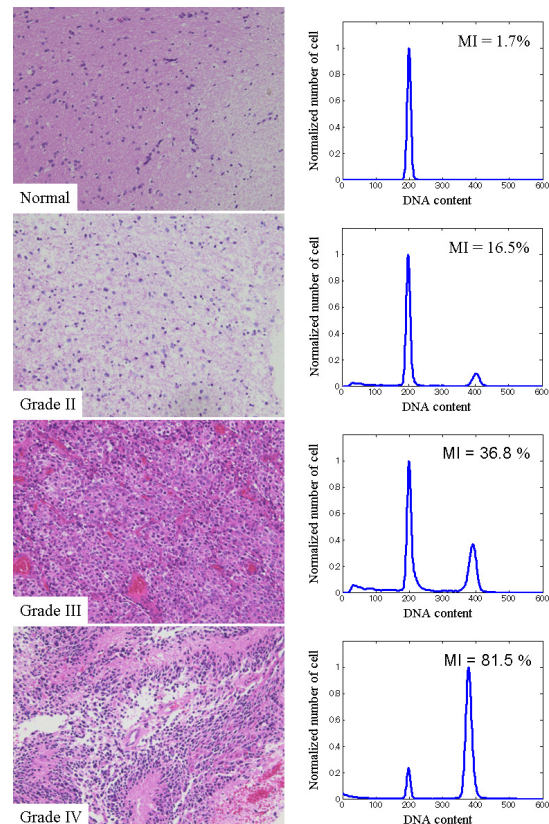 Normal
MI = 1.7%
Normalized number of cell
1
0.8
0.6
0.4
0.2
0 100 200 300 400 500 600
DNA content
Grade II
MI = 16.5%
Normalized number of cell
1
0.8
0.6
0.4
0.2
0 100 200 300 400 500 600
DNA content
Grade III
MI = 36.8 %
Normalized number of cell
1
0.8
0.6
0.4
0.2
0 100 200 300 400 500 600
DNA content
Grade IV
MI = 81.5 %
Normalized number of cell
1
0.8
0.6
0.4
0.2
0 100 200 300 400 500 600
DNA content